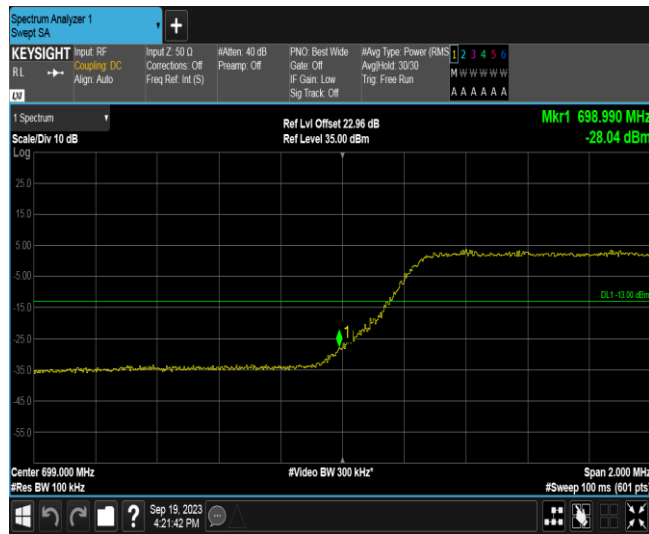 Spectrum Analyzer 1
Swept SA
+
KEYSIGHT
RL
LXI
Input: RF
Coupling: DC
Align: Auto
Input Z: 50 Ω
Corrections: Off
Freq Ref: Int (S)
#Atten: 40 dB
Preamp: Off
PNO: Best Wide
Gate: Off
IF Gain: Low
Sig Track: Off
#Avg Type: Power (RMS
Avg|Hold: 30/30
Trig: Free Run
1 2 3 4 5 6
M W W W W W
A A A A A A
1 Spectrum
Scale/Div 10 dB
Log
Ref Lvl Offset 22.96 dB
Ref Level 35.00 dBm
Mkr1 698.990 MHz
-28.04 dBm
25.0
15.0
5.00
-5.00
-15.0
-25.0
-35.0
-45.0
-55.0
DL1 -13.00 dBm
1
Center 699.000 MHz
#Res BW 100 kHz
#Video BW 300 kHz*
Span 2.000 MHz
#Sweep 100 ms (601 pts
?
Sep 19, 2023
4:21:42 PM